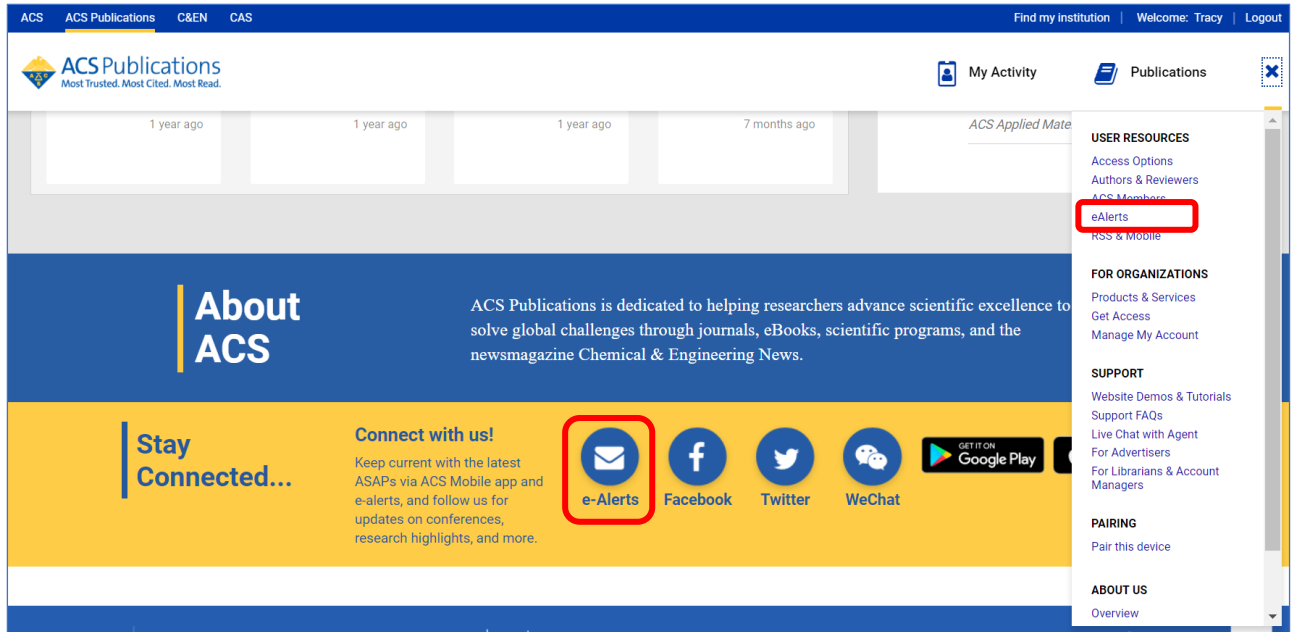 ACS ACS Publications C&EN CAS Find my institution | Welcome: Tracy | Logout
ACS Publications
Most Trusted. Most Cited. Most Read.
My Activity Publications
1 year ago 1 year ago 1 year ago 7 months ago ACS Applied Mate
USER RESOURCES
Access Options
Authors & Reviewers
ACS Members
eAlerts
RSS & Mobile
FOR ORGANIZATIONS
Products & Services
Get Access
Manage My Account
SUPPORT
Website Demos & Tutorials
Support FAQs
Live Chat with Agent
For Advertisers
For Librarians & Account
Managers
PAIRING
Pair this device
ABOUT US
Overview
About
ACS
ACS Publications is dedicated to helping researchers advance scientific excellence to
solve global challenges through journals, eBooks, scientific programs, and the
newsmagazine Chemical & Engineering News.
Stay
Connected...
Connect with us!
Keep current with the latest
ASAPs via ACS Mobile app and
e-alerts, and follow us for
updates on conferences,
research highlights, and more.
e-Alerts Facebook Twitter WeChat
GET IT ON
Google Play